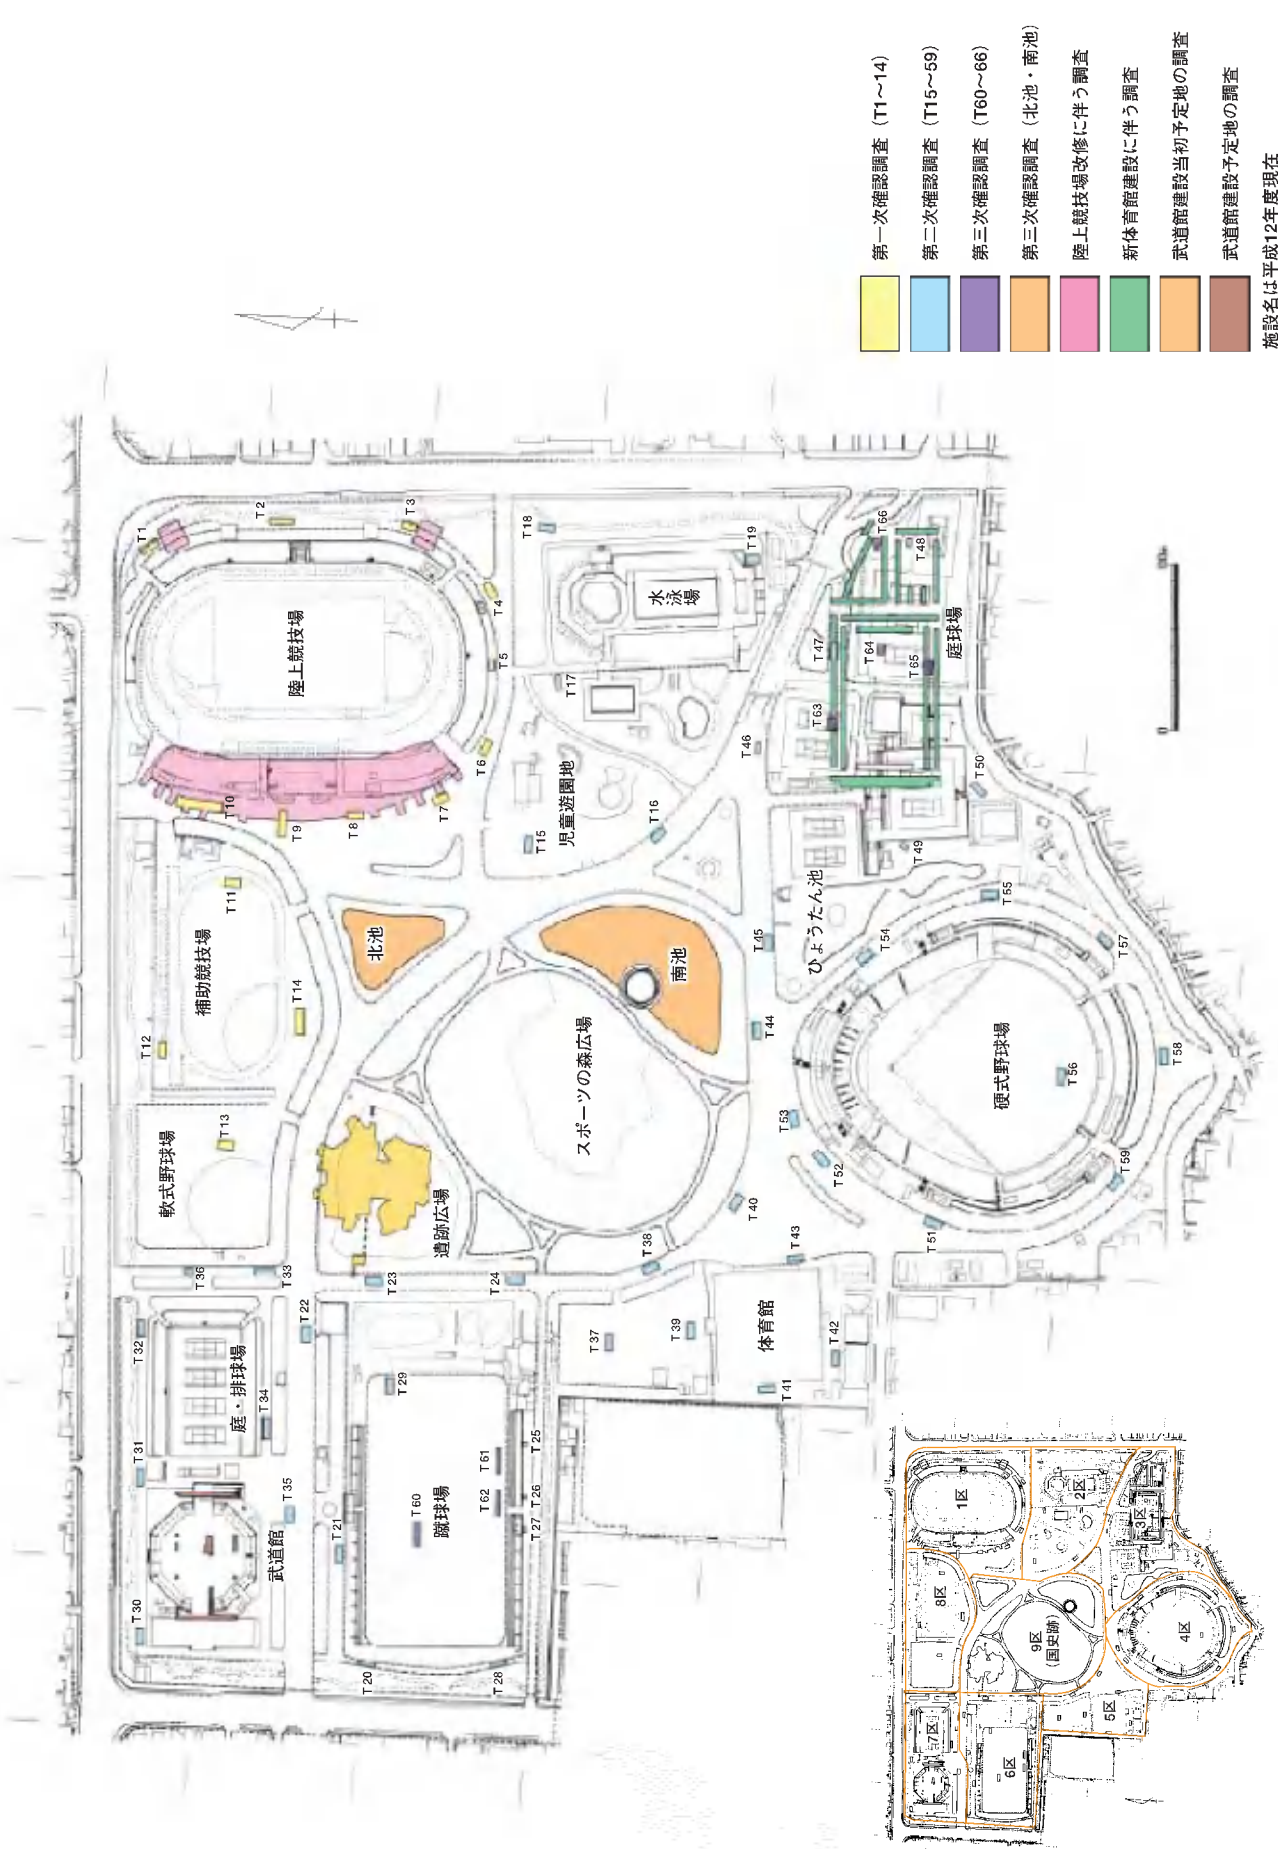 第一次確認調査（T1～14）
第二次確認調査（T15～59）
第三次確認調査（T60～66）
第三次確認調査（北池・南池）
陸上競技場改修に伴う調査
新体育館建設に伴う調査
武道館建設当初予定地の調査
武道館建設予定地の調査
施設名は平成12年度現在
T1
T2
T3
T4
T5
T6
T7
T8
T9
T10
陸上競技場
T11
補助競技場
T12
T13
T14
軟式野球場
T15
T16
T17
T18
T19
水泳場
児童遊園地
北池
南池
スポーツの森広場
遺跡広場
T20
T21
T22
T23
T24
T25
T26
T27
T28
T29
T30
T31
T32
T33
T34
T35
T36
庭・排球場
武道館
蹴球場
T60
T61
T62
T37
T38
T39
T40
T41
T42
T43
体育館
T44
T45
T46
T47
T48
T49
T50
T63
T64
T65
T66
庭球場
ひょうたん池
T51
T52
T53
T54
T55
T56
T57
T58
T59
硬式野球場
0
1区
2区
3区
4区
5区
6区
7区
8区
9区
（国史跡）